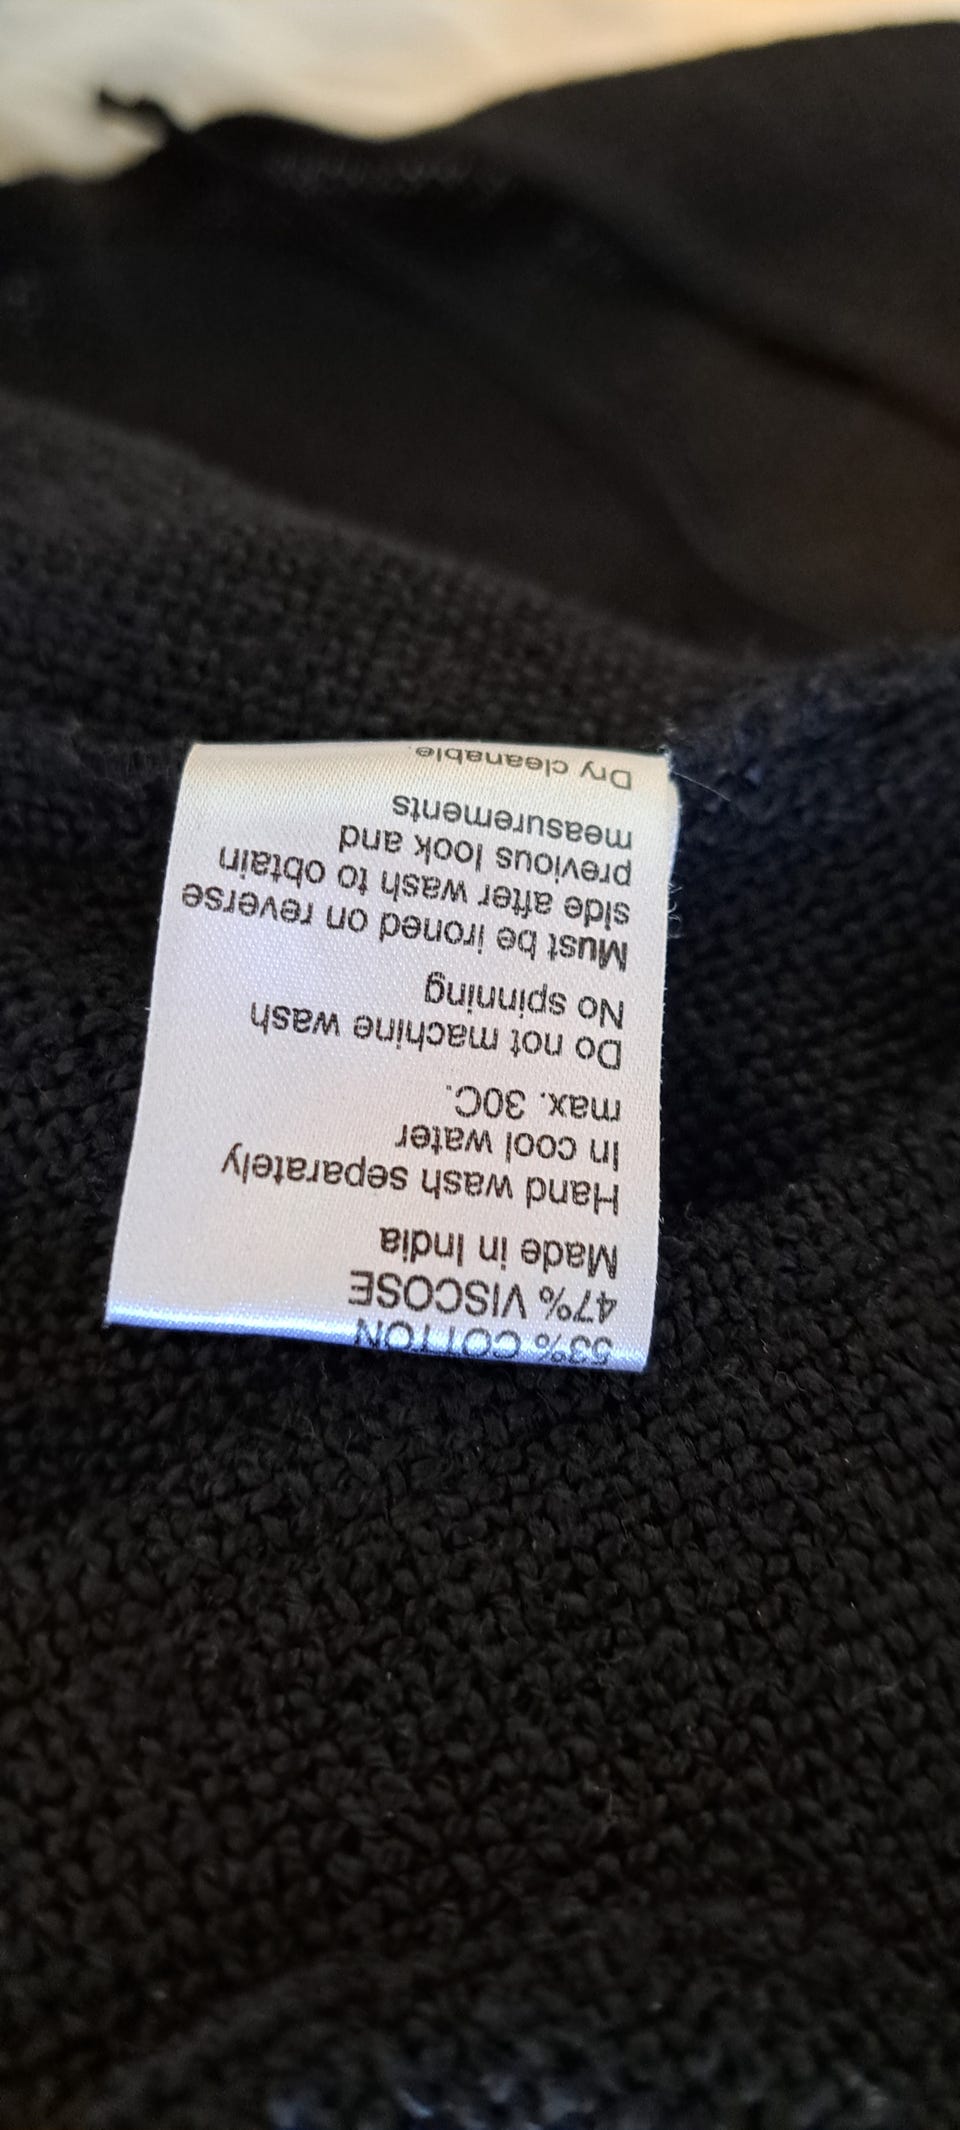 53% COTTON
47% VISCOSE
Made in India
Hand wash separately
In cool water
max. 30C.
Do not machine wash
No spinning
Must be ironed on reverse
side after wash to obtain
previous look and
measurements
Dry cleanable.